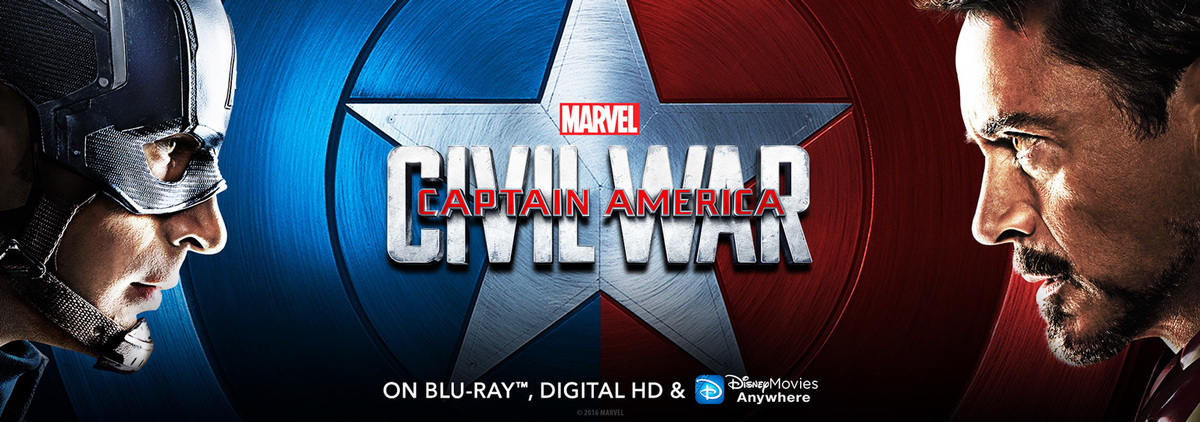 MARVEL
CIVIL WAR
CAPTAIN AMERICA
ON BLU-RAY™, DIGITAL HD & D DISNEY Movies
Anywhere
© 2016 MARVEL